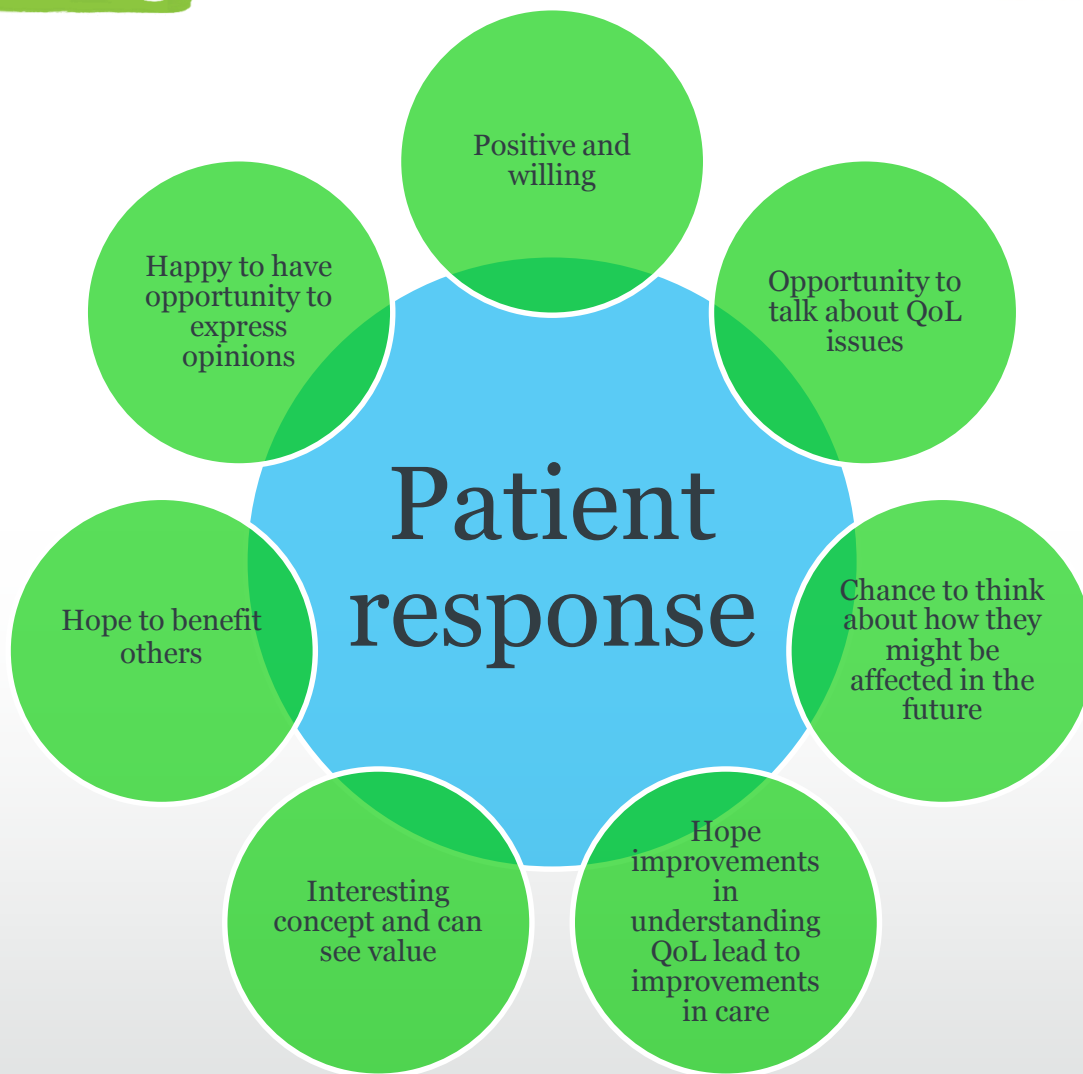 Patient
response
Positive and
willing
Opportunity to
talk about QoL
issues
Chance to think
about how they
might be
affected in the
future
Hope
improvements
in
understanding
QoL lead to
improvements
in care
Interesting
concept and can
see value
Hope to benefit
others
Happy to have
opportunity to
express
opinions